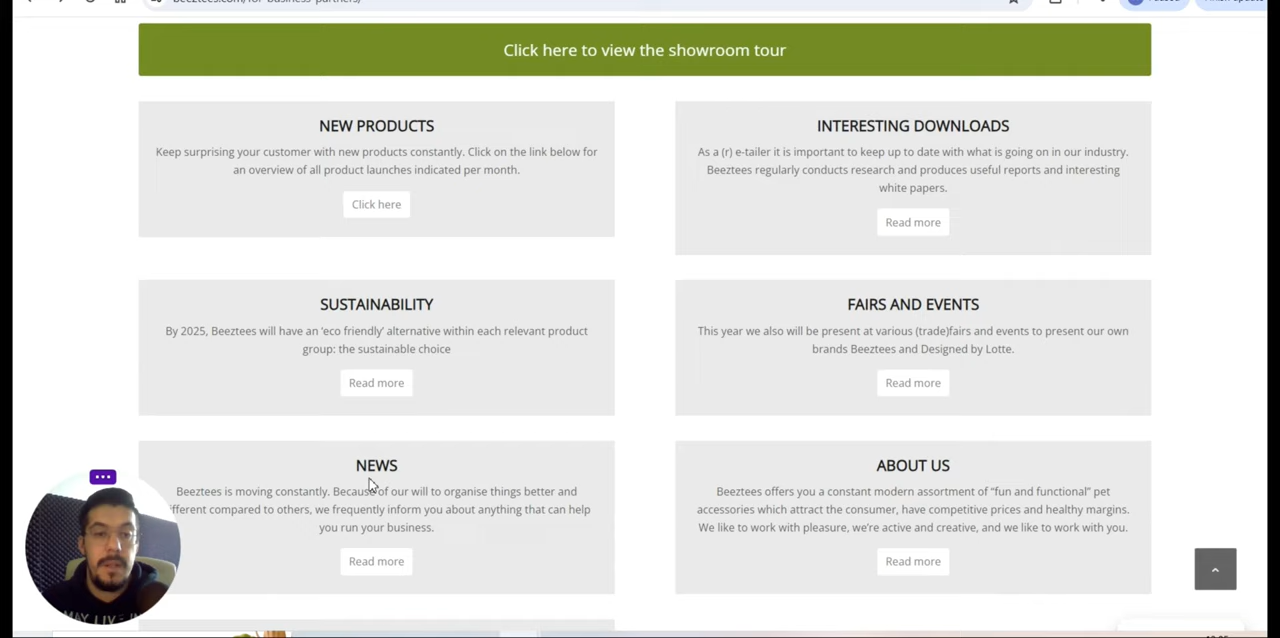 beeztees.com/for-business-partners/
Click here to view the showroom tour
NEW PRODUCTS
Keep surprising your customer with new products constantly. Click on the link below for
an overview of all product launches indicated per month.
Click here
INTERESTING DOWNLOADS
As a (r) e-tailer it is important to keep up to date with what is going on in our industry.
Beeztees regularly conducts research and produces useful reports and interesting
white papers.
Read more
SUSTAINABILITY
By 2025, Beeztees will have an ‘eco friendly’ alternative within each relevant product
group: the sustainable choice
Read more
FAIRS AND EVENTS
This year we also will be present at various (trade)fairs and events to present our own
brands Beeztees and Designed by Lotte.
Read more
NEWS
Beeztees is moving constantly. Because of our will to organise things better and
ifferent compared to others, we frequently inform you about anything that can help
you run your business.
Read more
ABOUT US
Beeztees offers you a constant modern assortment of “fun and functional” pet
accessories which attract the consumer, have competitive prices and healthy margins.
We like to work with pleasure, we’re active and creative, and we like to work with you.
Read more
MAY LIVE IN